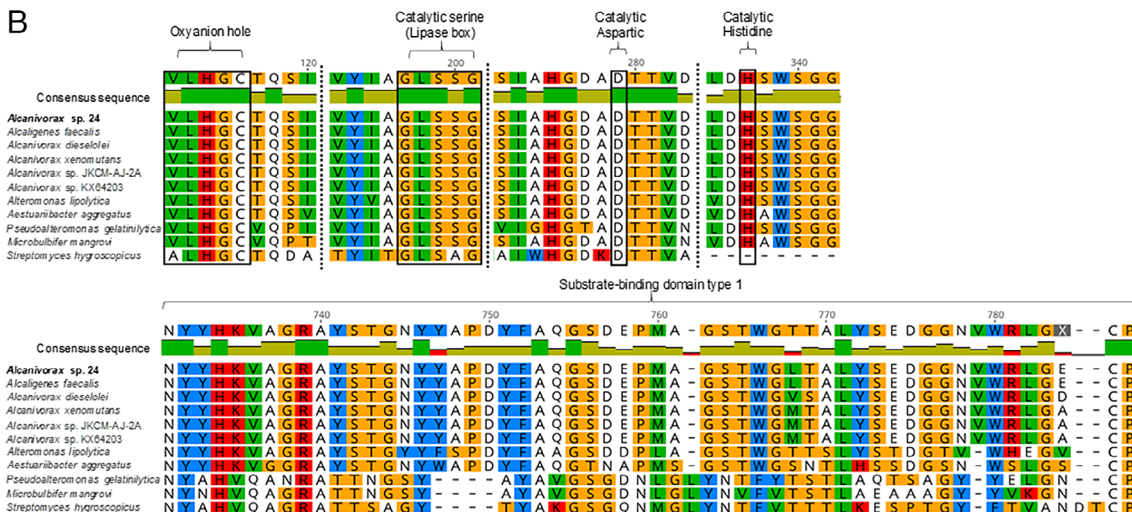 B
Oxyanion hole
Catalytic serine
(Lipase box)
Catalytic
Aspartic
Catalytic
Histidine
120 200 280 340
V L H G C T Q S I V Y I A G L S S G S I A H G D A D T T V D L D H S W S G G
Consensus sequence
Alcanivorax sp. 24 V L H G C T Q S I V Y I A G L S S G S I A H G D A D T T V D L D H S W S G G
Alcaligenes faecalis V L H G C T Q S I V Y I A G L S S G S I A H G D A D T T V D L D H S W S G G
Alcanivorax dieselolei V L H G C T Q S I V Y I A G L S S G S I A H G D A D T T V D L D H S W S G G
Alcanivorax xenomutans V L H G C T Q S I V Y I A G L S S G S I A H G D A D T T V D L D H S W S G G
Alcanivorax sp. JKCM-AJ-2A V L H G C T Q S I V Y I A G L S S G S I A H G D A D T T V D L D H S W S G G
Alcanivorax sp. KX64203 V L H G C T Q S I V Y I A G L S S G S I A H G D A D T T V D L D H S W S G G
Alteromonas lipolytica V L H G C T Q S I V Y V A G L S S G S I A H G D A D T T V D L D H S W S G G
Aestuariibacter aggregatus V L H G C T Q S V V Y I A G L S S G S I A H G D A D T T V D V D H A W S G G
Pseudoalteromonas gelatinilytica V L H G C V Q P I V Y I A G L S S G V I G H G T A D T T V N V D H S W S G G
Microbulbifer mangrovi V L H G C V Q P T V Y I A G L S S G S I A H G D A D T T V N V D H A W S G G
Streptomyces hygroscopicus A L H G C T Q D A T Y I T G L S A G A I W H G D K D T T V A - - - - - - - -
Substrate-binding domain type 1
740 750 760 770 780
N Y Y H K V A G R A Y S T G N Y Y A P D Y F A Q G S D E P M A - G S T W G T T A L Y S E D G G N V W R L G X - - C P
Consensus sequence
Alcanivorax sp. 24 N Y Y H K V A G R A Y S T G N Y Y A P D Y F A Q G S D E P M A - G S T W G L T A L Y S E D G G N V W R L G E - - C P
Alcaligenes faecalis N Y Y H K V A G R A Y S T G N Y Y A P D Y F A Q G S D E P M A - G S T W G L T A L Y S E D G G N V W R L G E - - C P
Alcanivorax dieselolei N Y Y H K V A G R A Y S T G N Y Y A P D Y F A Q G S D E P M A - G S T W G V T S L Y S E D G G N V W R L G D - - C P
Alcanivorax xenomutans N Y Y H K V A G R A Y S T G N Y Y A P D Y F A Q G S D E P M A - G S T W G M T S L Y S E D G G N V W R L G A - - C P
Alcanivorax sp. JKCM-AJ-2A N Y Y H K V A G R A Y S T G N Y Y A P D Y F A Q G S D E P M A - G S T W G M T S L Y S E D G G N V W R L G A - - C P
Alcanivorax sp. KX64203 N Y Y H K V A G R A Y S T G N Y Y A P D Y F A Q G S D E P M A - G S T W G M T A L Y S E D G G N V W R L G A - - C P
Alteromonas lipolytica N Y Y H K V A G R A Y S T G N Y Y F S P D Y F A A G S D D P L A - G S T W G V T S L Y S T D G T V - W H E G V - - C P
Aestuariibacter aggregatus N Y Y H K V G G R A Y S T G N Y W A P D Y F A Q G T N A P M S - G S T W G S N T L H S S D G S N - W S L G S - - C P
Pseudoalteromonas gelatinilytica N Y A H V Q A N R A T T N G S Y - - - - A Y A V G S G D N L G L Y N T F Y T S T L A Q T S A G Y - Y E L G N - - C P
Microbulbifer mangrovi N Y N H V Q A G R A T T N G S Y - - - - A Y A V G S G D N M G L Y N V F V T S T L A E A A A G Y - Y V K G N - - C P
Streptomyces hygroscopicus N Y A H V Q A G R A T T S A G Y - - - - T Y A K G S G Q N M G L Y N T F V T T T L K E S P T G Y - F T V A N D T C P